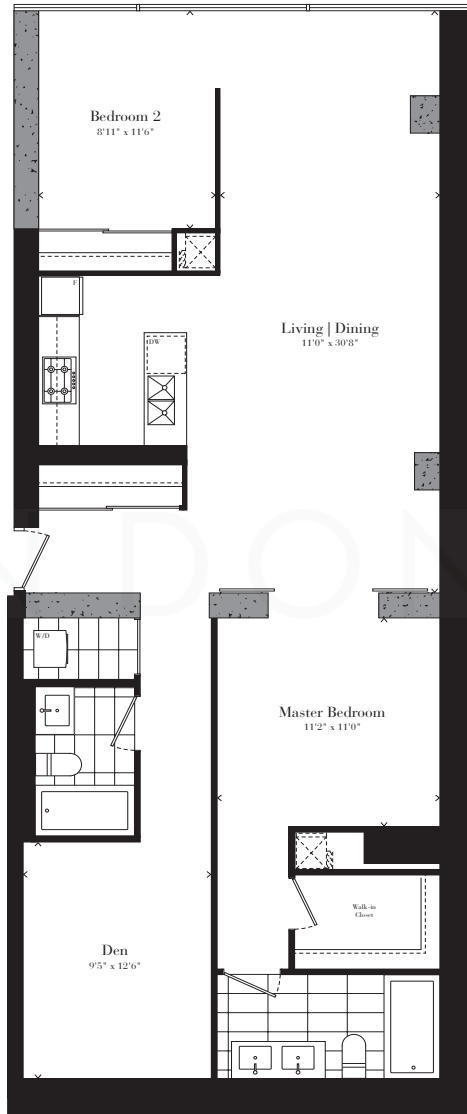 Bedroom 2
8'11" x 11'6"
F
DW
Living | Dining
11'0" x 30'8"
W/D
Master Bedroom
11'2" x 11'0"
Walk-in
Closet
Den
9'5" x 12'6"